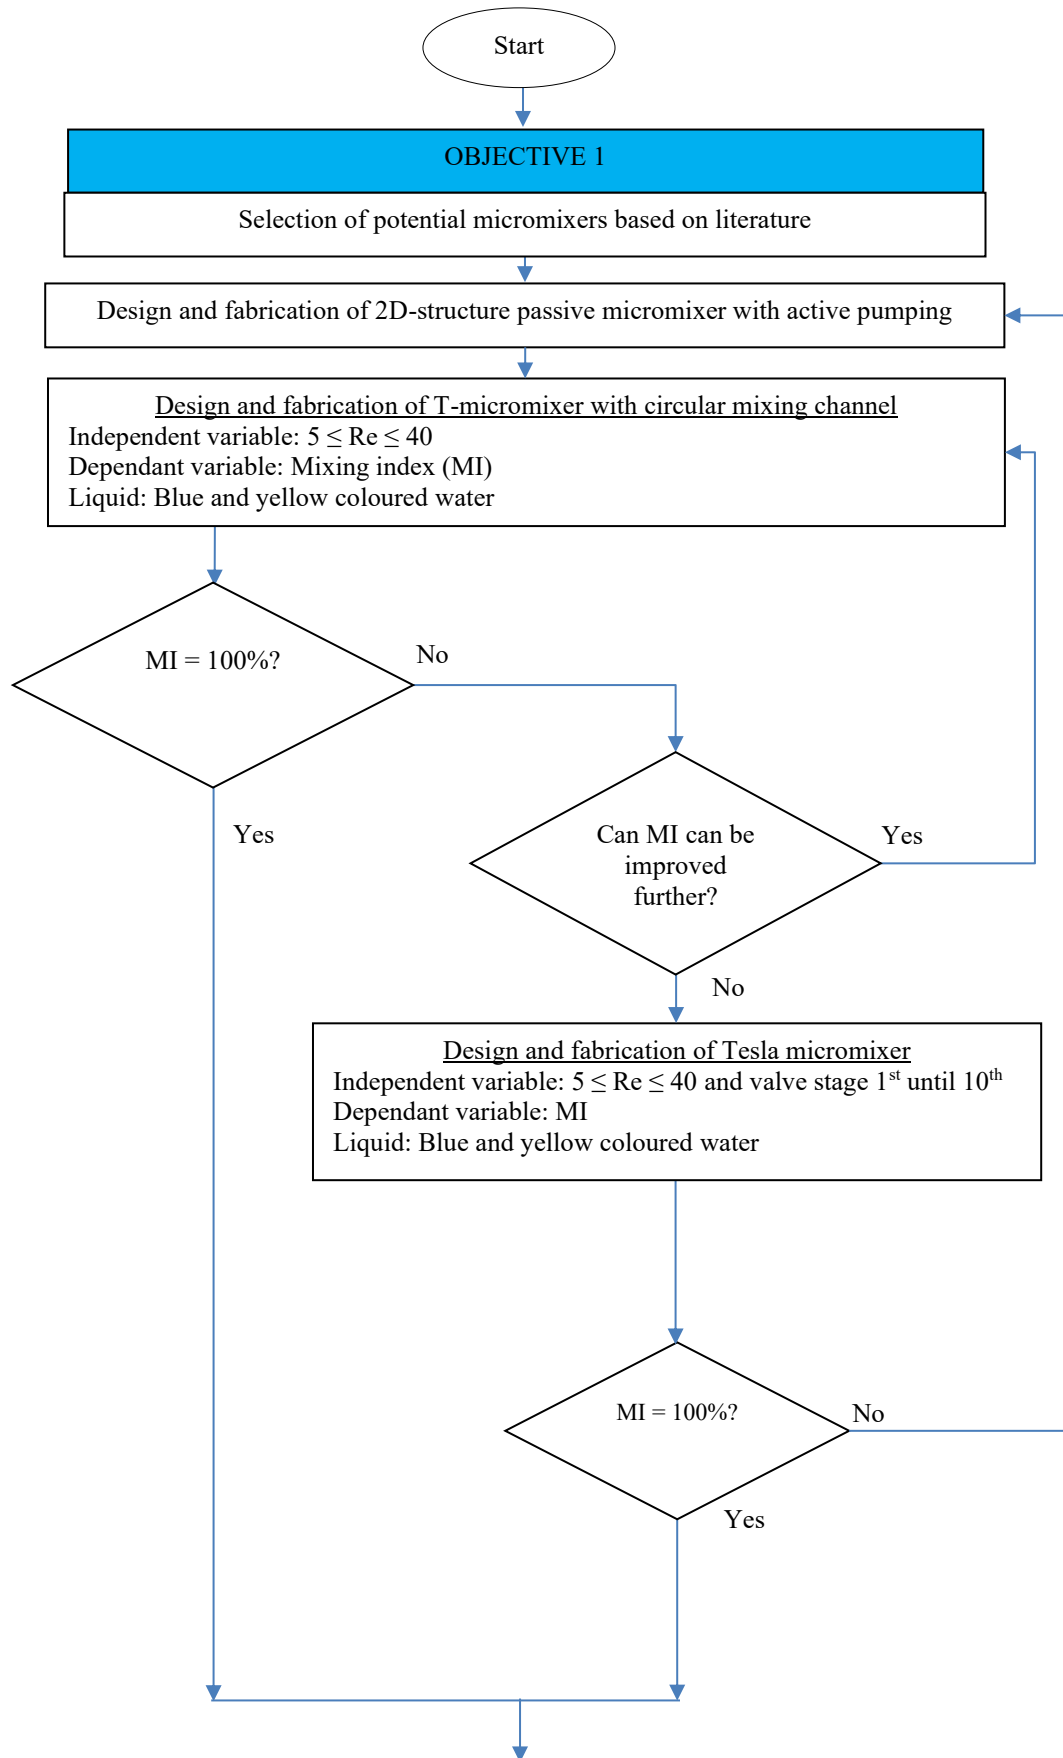 Start
OBJECTIVE 1
Selection of potential micromixers based on literature
Design and fabrication of 2D-structure passive micromixer with active pumping
Design and fabrication of T-micromixer with circular mixing channel
Independent variable: 5 ≤ Re ≤ 40
Dependant variable: Mixing index (MI)
Liquid: Blue and yellow coloured water
MI = 100%?
No
Yes
Can MI can be
improved
further?
Yes
No
Design and fabrication of Tesla micromixer
Independent variable: 5 ≤ Re ≤ 40 and valve stage 1st until 10th
Dependant variable: MI
Liquid: Blue and yellow coloured water
MI = 100%?
No
Yes